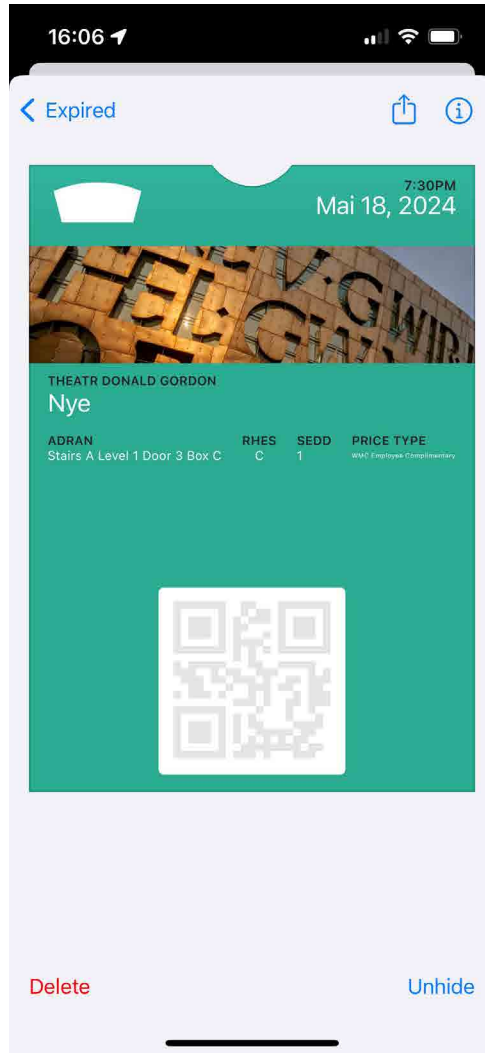 16:06
Expired
7:30PM
Mai 18, 2024
THEATR DONALD GORDON
Nye
ADRAN RHES SEDD PRICE TYPE
Stairs A Level 1 Door 3 Box C C 1 WMC Employee Complimentary
Delete Unhide